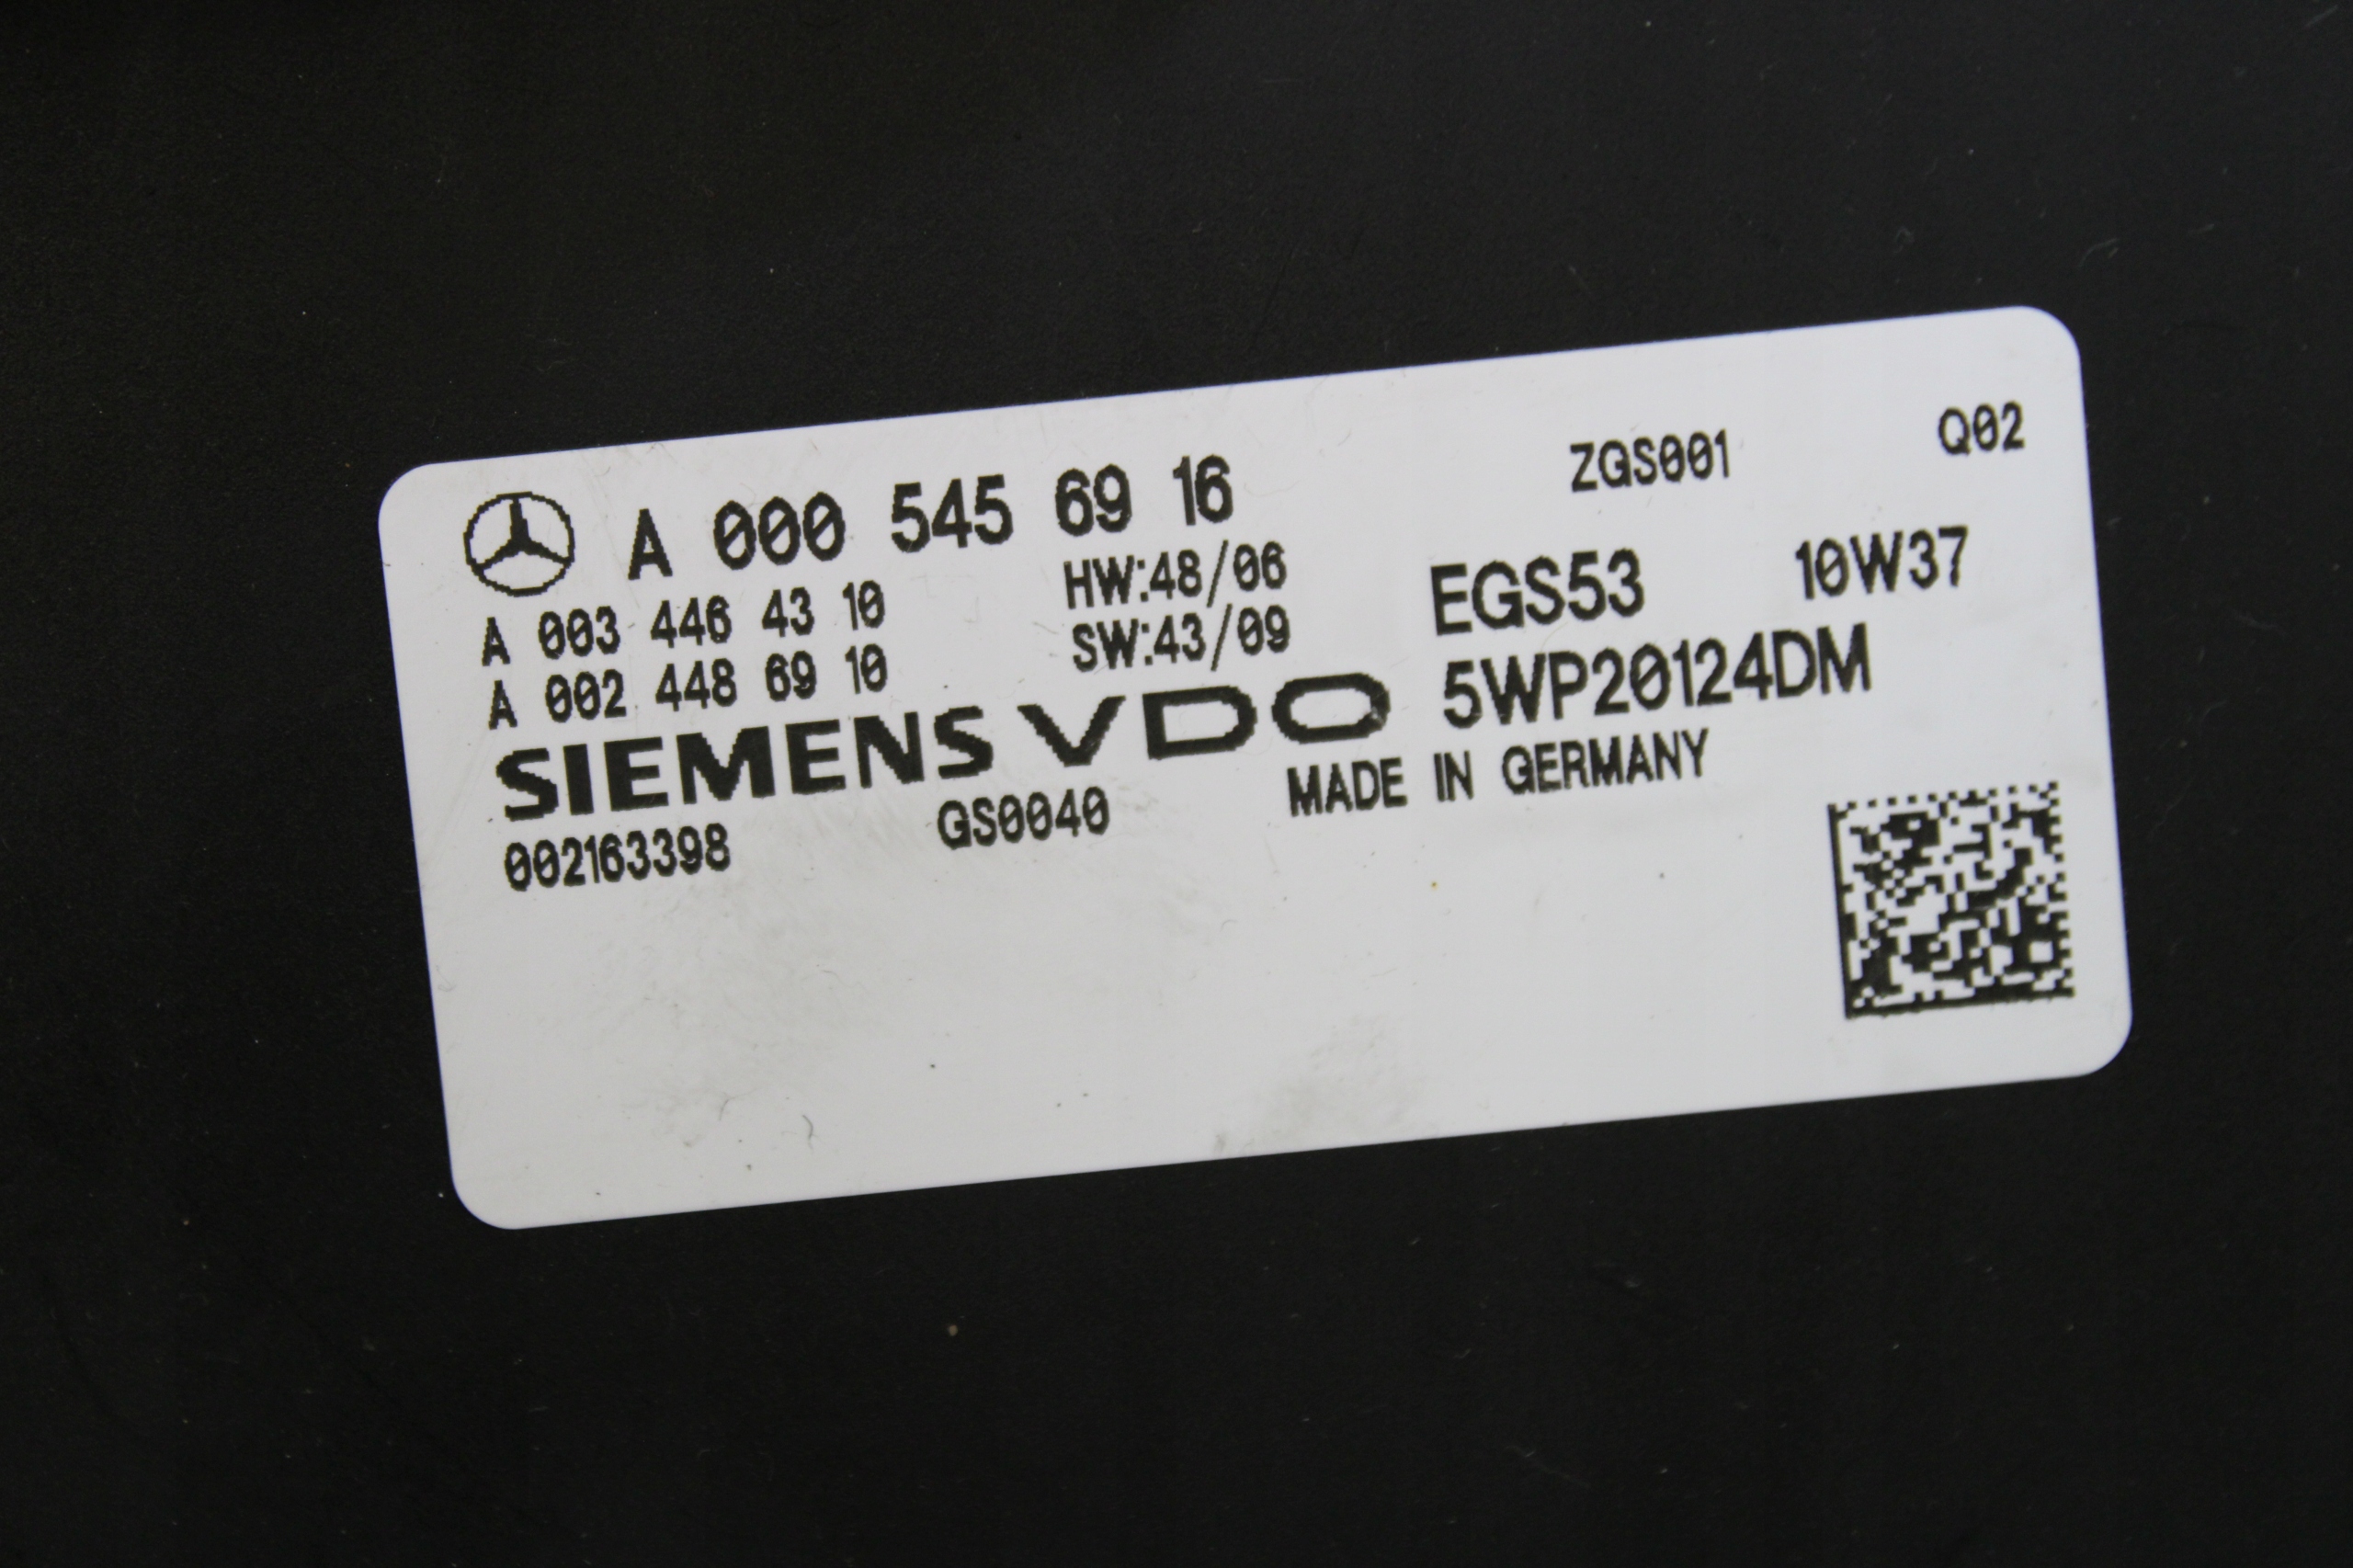 A 000 545 69 16
ZGS001
Q02
A 003 446 43 10
HW:48/06
EGS53
10W37
A 002 448 69 10
SW:43/09
SIEMENS VDO
5WP20124DM
002163398
GS0040
MADE IN GERMANY